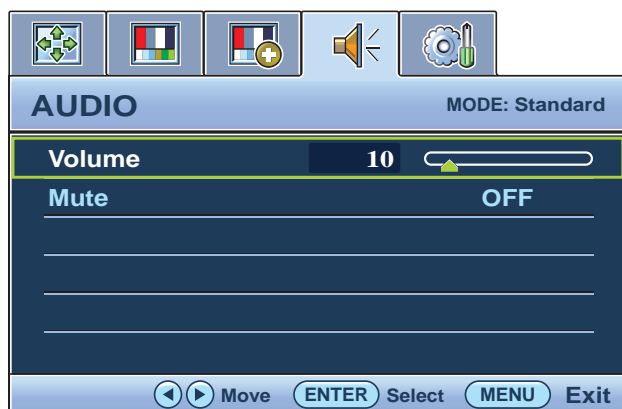 AUDIO MODE: Standard
Volume 10
Mute OFF
Move ENTER Select MENU Exit